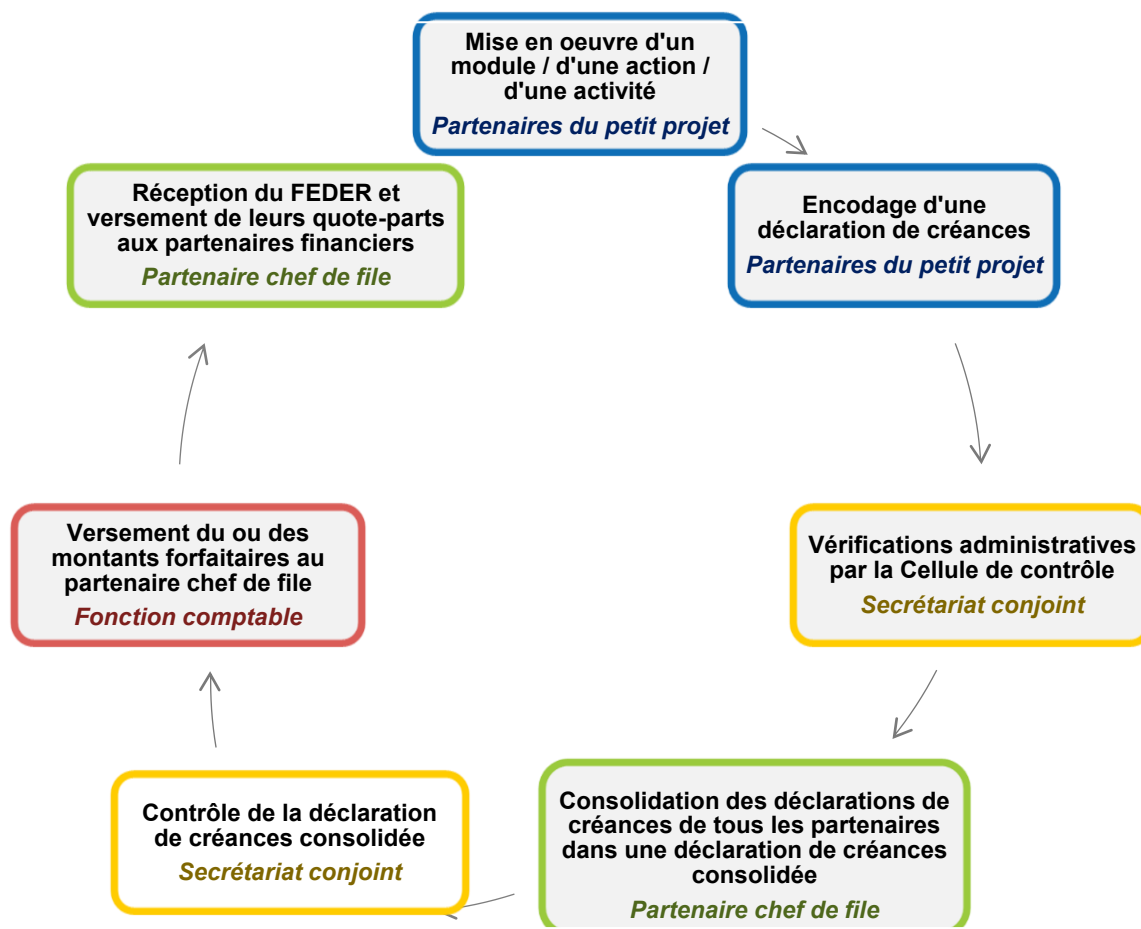 Mise en oeuvre d'un
module / d'une action /
d'une activité
Partenaires du petit projet
Encodage d'une
déclaration de créances
Partenaires du petit projet
Vérifications administratives
par la Cellule de contrôle
Secrétariat conjoint
Consolidation des déclarations de
créances de tous les partenaires
dans une déclaration de créances
consolidée
Partenaire chef de file
Contrôle de la déclaration
de créances consolidée
Secrétariat conjoint
Versement du ou des
montants forfaitaires au
partenaire chef de file
Fonction comptable
Réception du FEDER et
versement de leurs quote-parts
aux partenaires financiers
Partenaire chef de file